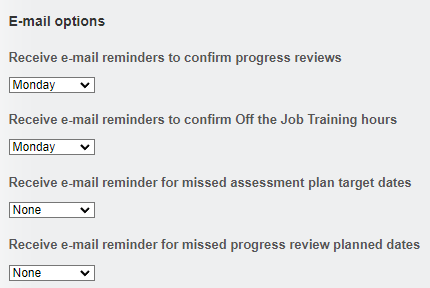 E-mail options
Receive e-mail reminders to confirm progress reviews
Monday
Receive e-mail reminders to confirm Off the Job Training hours
Monday
Receive e-mail reminder for missed assessment plan target dates
None
Receive e-mail reminder for missed progress review planned dates
None